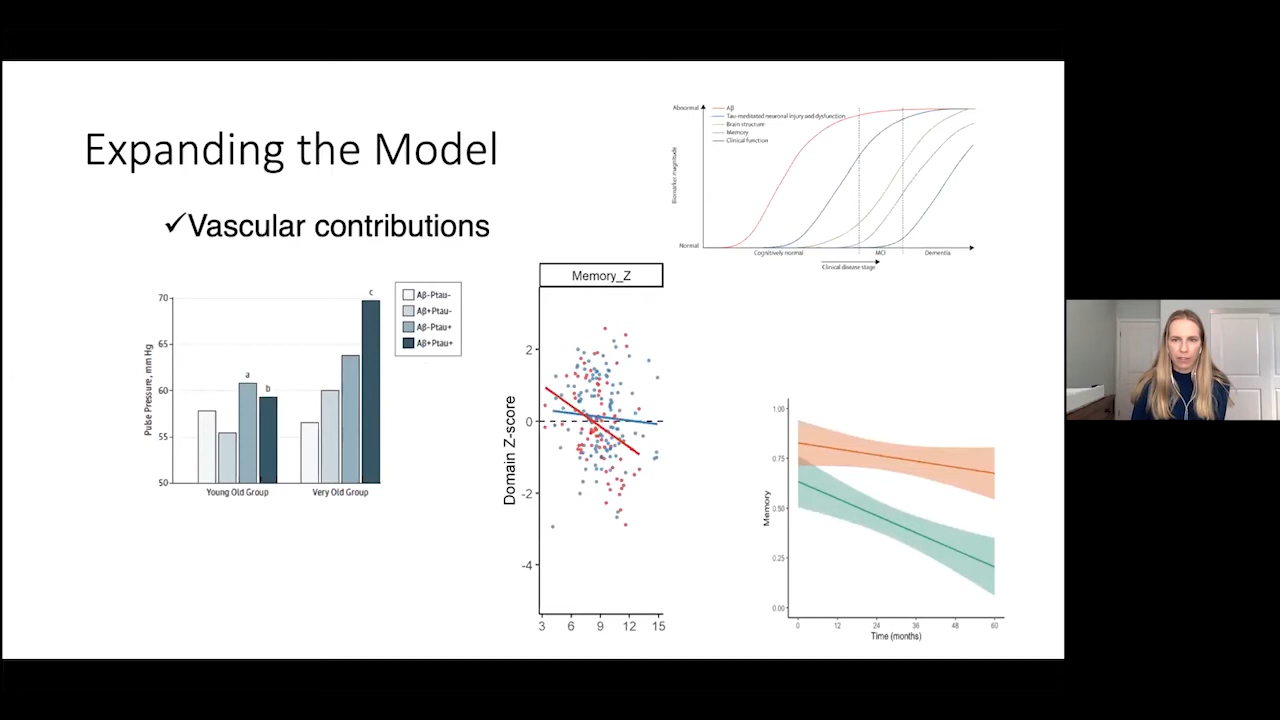 Expanding the Model
✓Vascular contributions
Abnormal
Aβ
Tau-meditated neuronal injury and dysfunction
Brain structure
Memory
Clinical function
Biomarker magnitude
Normal
Cognitively normal
MCI
Dementia
Clinical disease stage
70
65
60
55
50
Pulse Pressure, mm Hg
a
b
c
Young Old Group
Very Old Group
Aβ-Ptau-
Aβ+Ptau-
Aβ-Ptau+
Aβ+Ptau+
Memory_Z
Domain Z-score
2
0
-2
-4
3 6 9 12 15
1.00
0.75
0.50
0.25
0.00
Memory
0 12 24 36 48 60
Time (months)